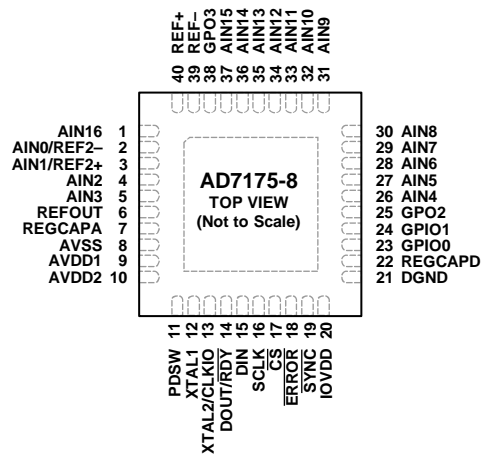 40 REF+
39 REF–
38 GPO3
37 AIN15
36 AIN14
35 AIN13
34 AIN12
33 AIN11
32 AIN10
31 AIN9
AIN16 1
AIN0/REF2– 2
AIN1/REF2+ 3
AIN2 4
AIN3 5
REFOUT 6
REGCAPA 7
AVSS 8
AVDD1 9
AVDD2 10
AD7175-8
TOP VIEW
(Not to Scale)
30 AIN8
29 AIN7
28 AIN6
27 AIN5
26 AIN4
25 GPO2
24 GPIO1
23 GPIO0
22 REGCAPD
21 DGND
PDSW 11
XTAL1 12
XTAL2/CLKIO 13
DOUT/R̅D̅Y̅ 14
DIN 15
SCLK 16
C̅S̅ 17
E̅R̅R̅O̅R̅ 18
S̅Y̅N̅C̅ 19
IOVDD 20